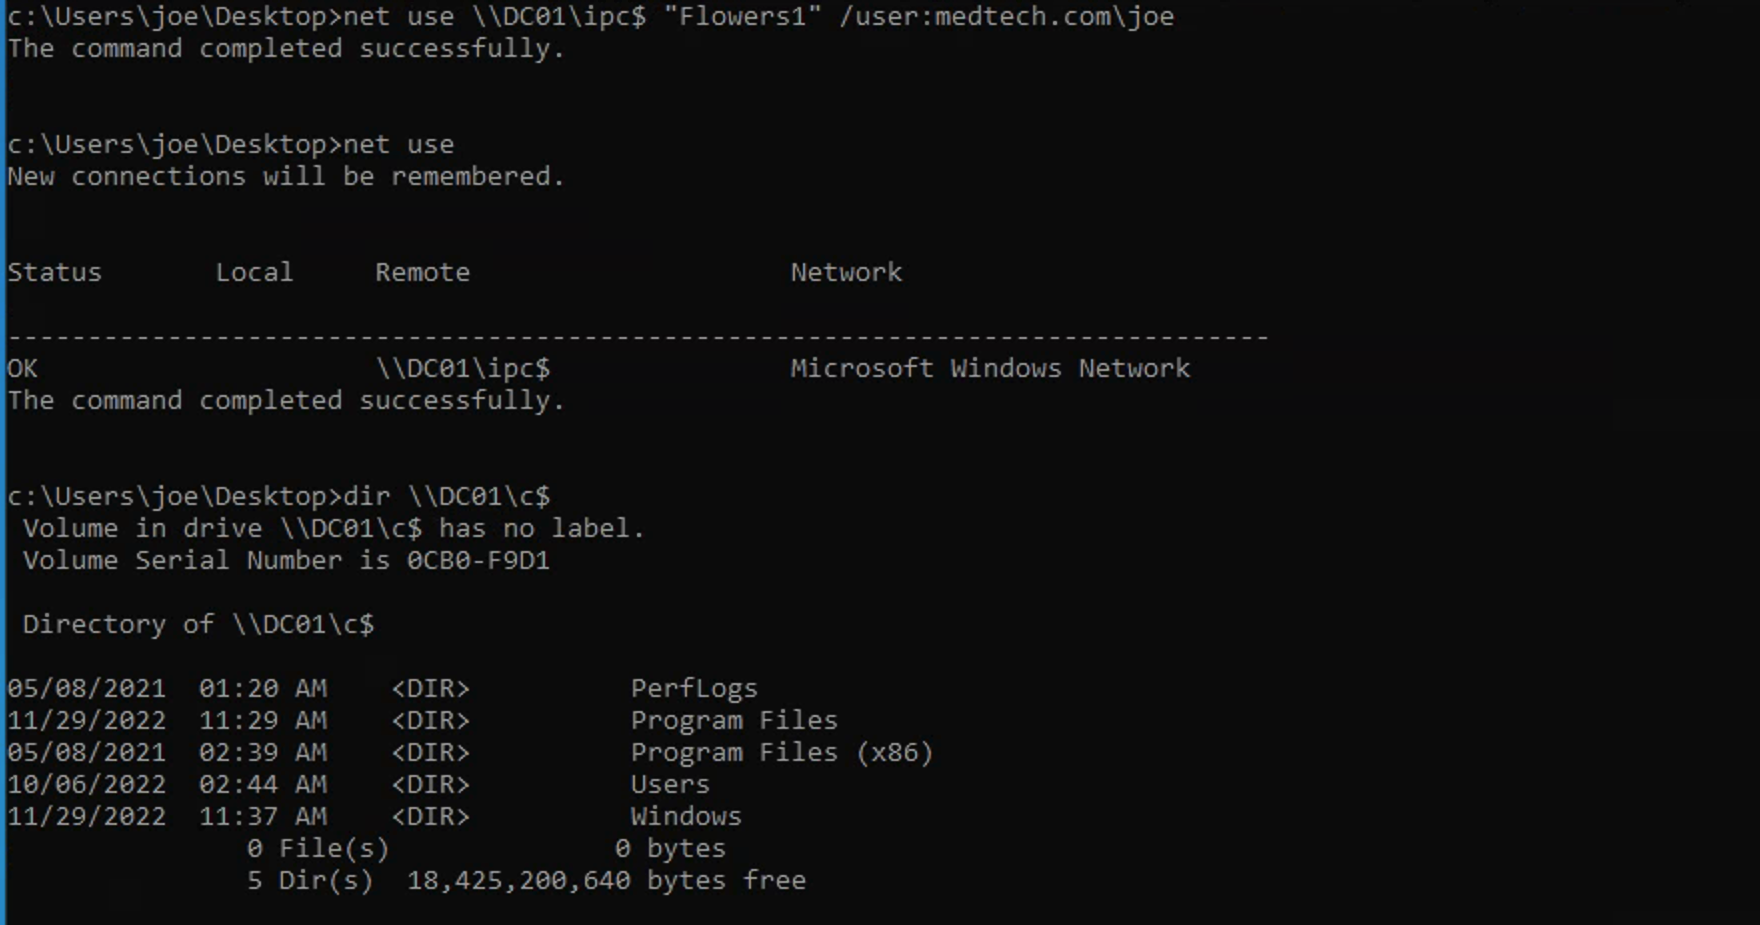 c:\Users\joe\Desktop>net use \\DC01\ipc$ "Flowers1" /user:medtech.com\joe
The command completed successfully.
c:\Users\joe\Desktop>net use
New connections will be remembered.
Status       Local     Remote                    Network
-------------------------------------------------------------------------------
OK                     \\DC01\ipc$               Microsoft Windows Network
The command completed successfully.
c:\Users\joe\Desktop>dir \\DC01\c$
 Volume in drive \\DC01\c$ has no label.
 Volume Serial Number is 0CB0-F9D1
 Directory of \\DC01\c$
05/08/2021  01:20 AM    <DIR>          PerfLogs
11/29/2022  11:29 AM    <DIR>          Program Files
05/08/2021  02:39 AM    <DIR>          Program Files (x86)
10/06/2022  02:44 AM    <DIR>          Users
11/29/2022  11:37 AM    <DIR>          Windows
               0 File(s)              0 bytes
               5 Dir(s)  18,425,200,640 bytes free